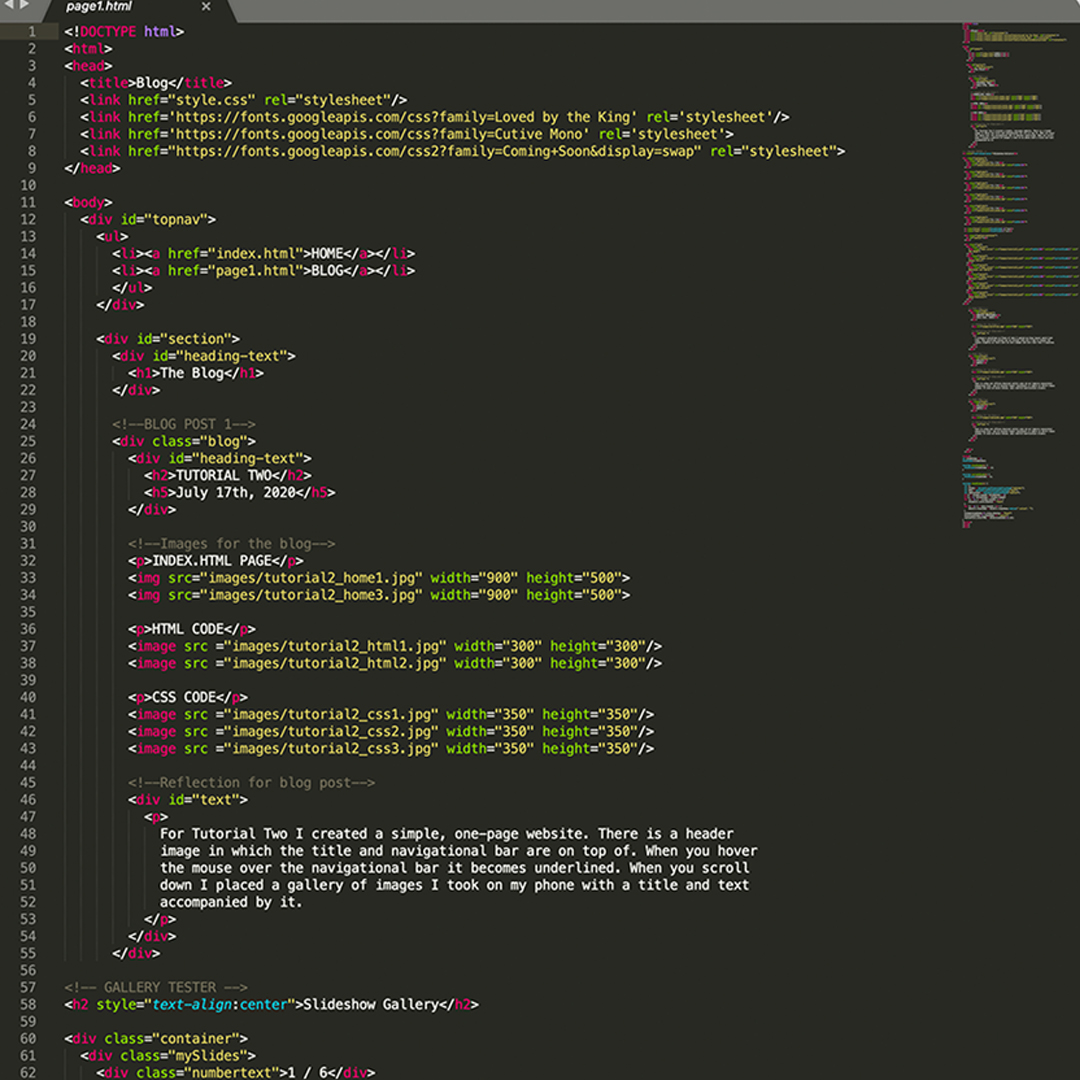 page1.html ×
1 <!DOCTYPE html>
2 <html>
3 <head>
4 <title>Blog</title>
5 <link href="style.css" rel="stylesheet"/>
6 <link href='https://fonts.googleapis.com/css?family=Loved by the King' rel='stylesheet'/>
7 <link href='https://fonts.googleapis.com/css?family=Cutive Mono' rel='stylesheet'>
8 <link href="https://fonts.googleapis.com/css2?family=Coming+Soon&display=swap" rel="stylesheet">
9 </head>
10
11 <body>
12 <div id="topnav">
13 <ul>
14 <li><a href="index.html">HOME</a></li>
15 <li><a href="page1.html">BLOG</a></li>
16 </ul>
17 </div>
18
19 <div id="section">
20 <div id="heading-text">
21 <h1>The Blog</h1>
22 </div>
23
24 <!--BLOG POST 1-->
25 <div class="blog">
26 <div id="heading-text">
27 <h2>TUTORIAL TWO</h2>
28 <h5>July 17th, 2020</h5>
29 </div>
30
31 <!--Images for the blog-->
32 <p>INDEX.HTML PAGE</p>
33 <img src="images/tutorial2_home1.jpg" width="900" height="500">
34 <img src="images/tutorial2_home3.jpg" width="900" height="500">
35
36 <p>HTML CODE</p>
37 <image src ="images/tutorial2_html1.jpg" width="300" height="300"/>
38 <image src ="images/tutorial2_html2.jpg" width="300" height="300"/>
39
40 <p>CSS CODE</p>
41 <image src ="images/tutorial2_css1.jpg" width="350" height="350"/>
42 <image src ="images/tutorial2_css2.jpg" width="350" height="350"/>
43 <image src ="images/tutorial2_css3.jpg" width="350" height="350"/>
44
45 <!--Reflection for blog post-->
46 <div id="text">
47 <p>
48 For Tutorial Two I created a simple, one-page website. There is a header
49 image in which the title and navigational bar are on top of. When you hover
50 the mouse over the navigational bar it becomes underlined. When you scroll
51 down I placed a gallery of images I took on my phone with a title and text
52 accompanied by it.
53 </p>
54 </div>
55 </div>
56
57 <!-- GALLERY TESTER -->
58 <h2 style="text-align:center">Slideshow Gallery</h2>
59
60 <div class="container">
61 <div class="mySlides">
62 <div class="numbertext">1 / 6</div>